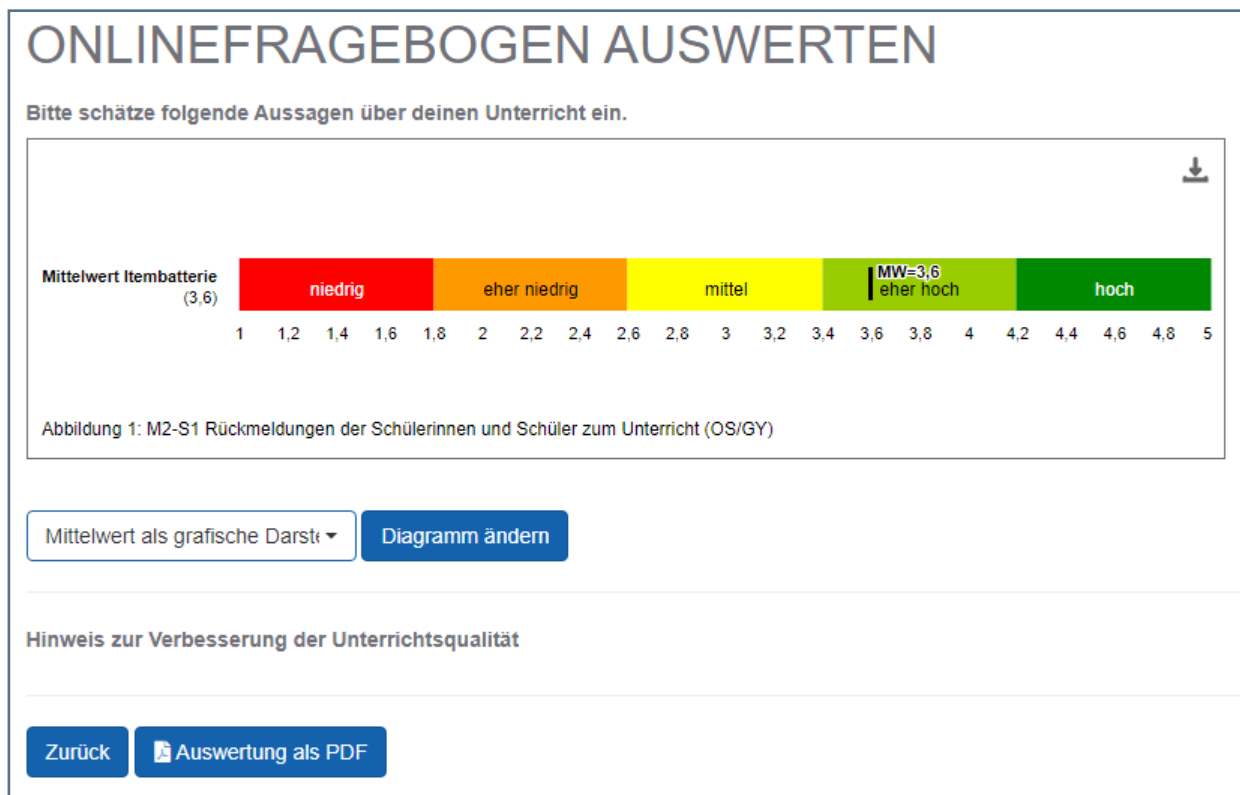 ONLINEFRAGEBOGEN AUSWERTEN
Bitte schätze folgende Aussagen über deinen Unterricht ein.
Mittelwert Itembatterie
(3,6)
niedrig
eher niedrig
mittel
MW=3,6
eher hoch
hoch
1 1,2 1,4 1,6 1,8 2 2,2 2,4 2,6 2,8 3 3,2 3,4 3,6 3,8 4 4,2 4,4 4,6 4,8 5
Abbildung 1: M2-S1 Rückmeldungen der Schülerinnen und Schüler zum Unterricht (OS/GY)
Mittelwert als grafische Darste
Diagramm ändern
Hinweis zur Verbesserung der Unterrichtsqualität
Zurück
Auswertung als PDF